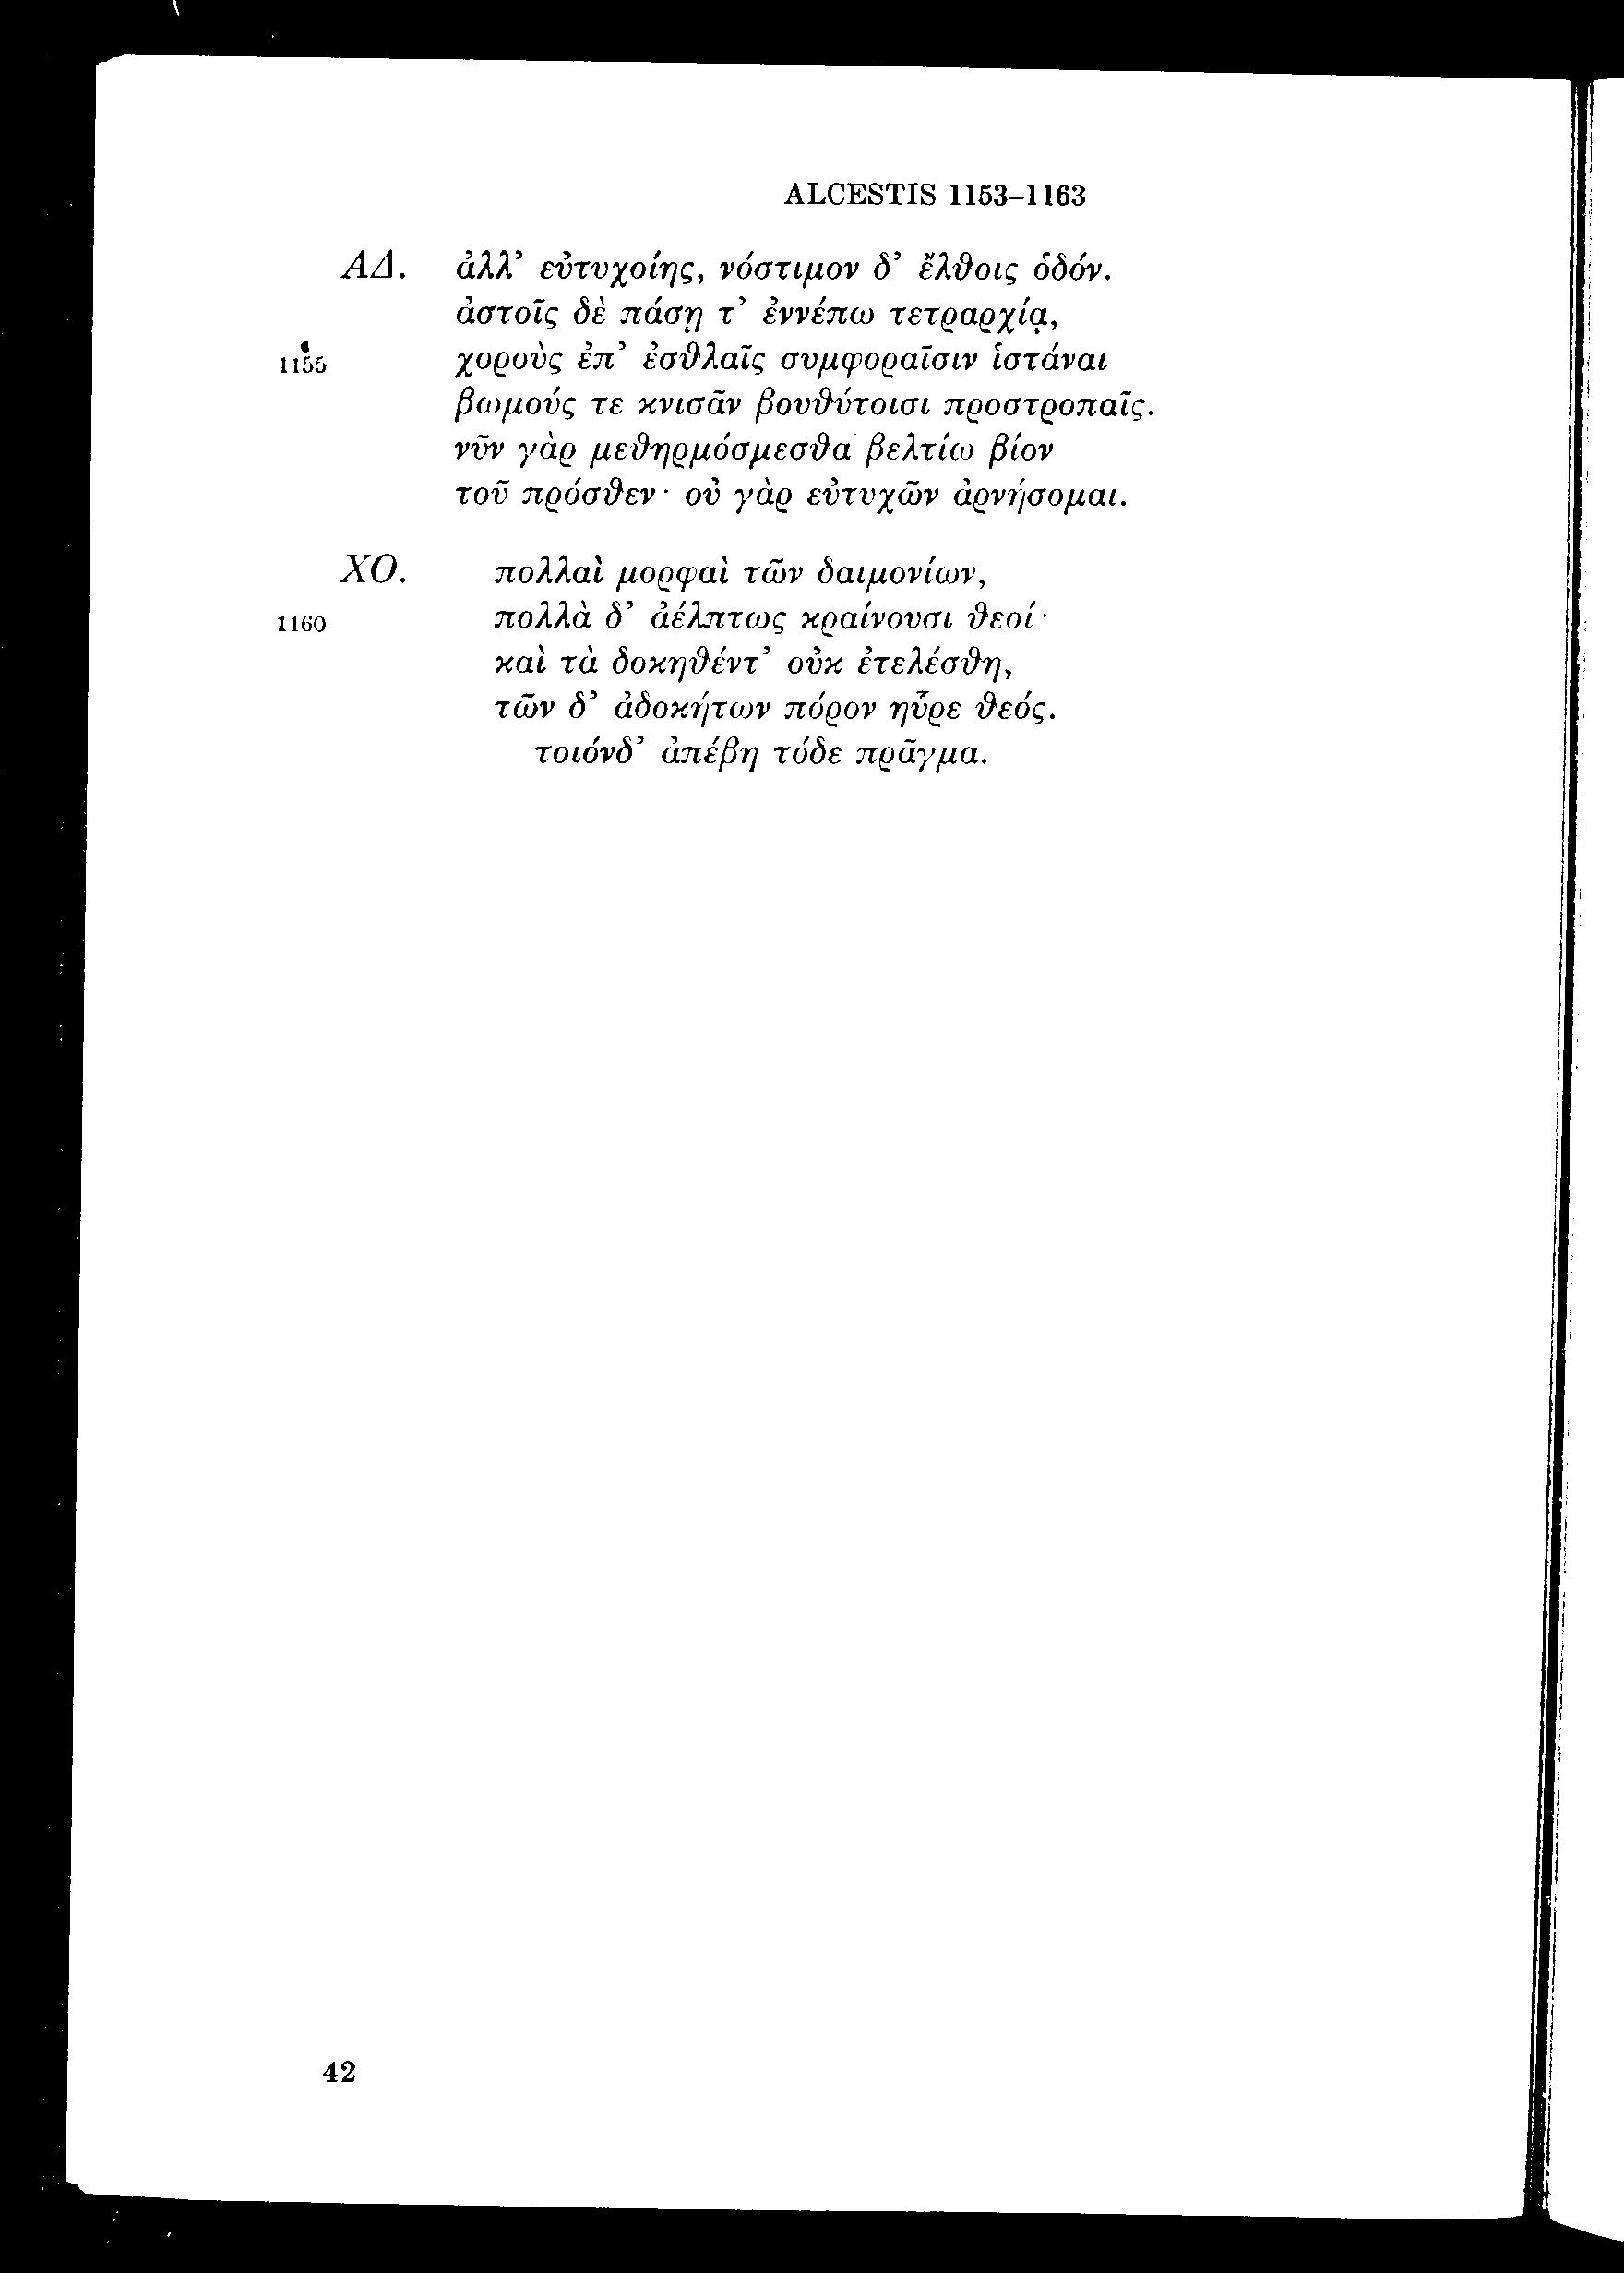 ALCESTIS 1153–1163
ΑΔ. ἀλλ’ εὐτυχοίης, νόστιμον δ’ ἔλθοις ὁδόν.
ἀστοῖς δὲ πάσῃ τ’ ἐννέπω τετραρχίᾳ,
1155 χοροὺς ἐπ’ ἐσθλαῖς συμφοραῖσιν ἱστάναι
βωμούς τε κνισᾶν βουθύτοισι προστροπαῖς.
νῦν γὰρ μεθηρμόσμεσθα βελτίω βίον
τοῦ πρόσθεν· οὐ γὰρ εὐτυχῶν ἀρνήσομαι.
ΧΟ. πολλαὶ μορφαὶ τῶν δαιμονίων,
1160 πολλὰ δ’ ἀέλπτως κραίνουσι θεοί·
καὶ τὰ δοκηθέντ’ οὐκ ἐτελέσθη,
τῶν δ’ ἀδοκήτων πόρον ηὗρε θεός.
τοιόνδ’ ἀπέβη τόδε πρᾶγμα.
42